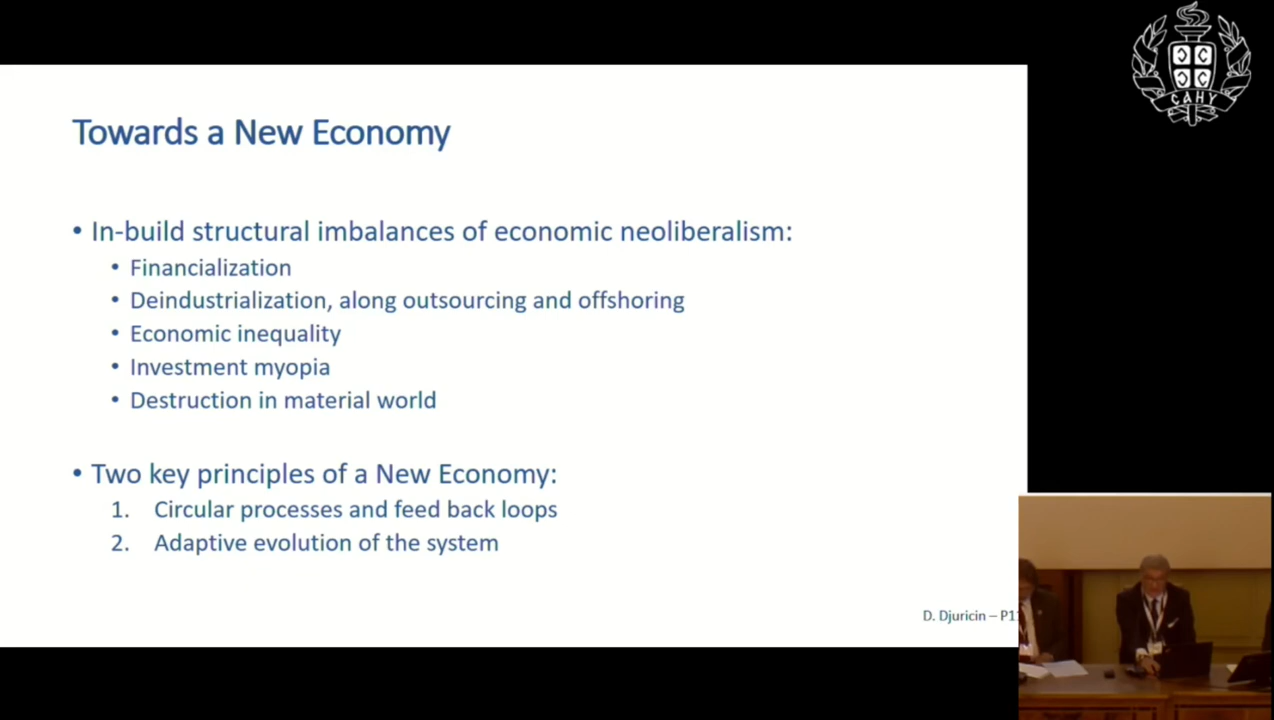 САНУ
Towards a New Economy
• In-build structural imbalances of economic neoliberalism:
• Financialization
• Deindustrialization, along outsourcing and offshoring
• Economic inequality
• Investment myopia
• Destruction in material world
• Two key principles of a New Economy:
1. Circular processes and feed back loops
2. Adaptive evolution of the system
D. Djuricin – P1